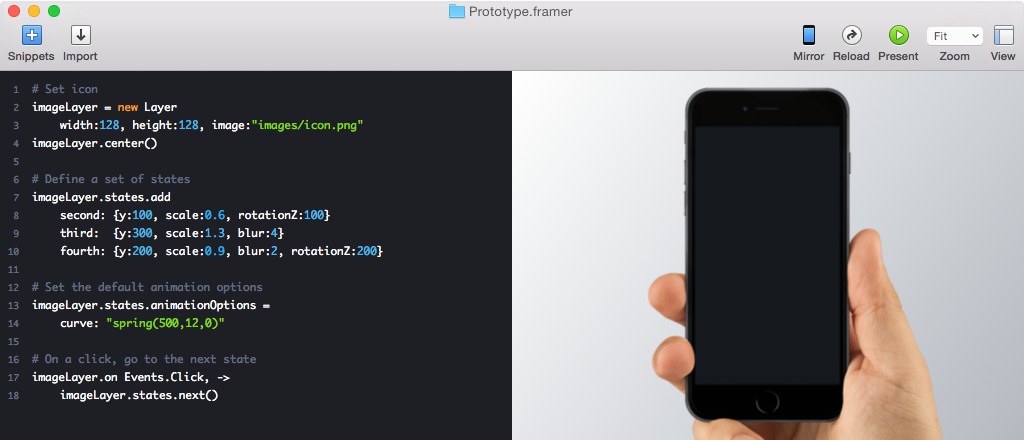 Prototype.framer
Snippets Import Mirror Reload Present Fit Zoom View
1 # Set icon
2 imageLayer = new Layer
3     width:128, height:128, image:"images/icon.png"
4 imageLayer.center()
5
6 # Define a set of states
7 imageLayer.states.add
8     second: {y:100, scale:0.6, rotationZ:100}
9     third:  {y:300, scale:1.3, blur:4}
10     fourth: {y:200, scale:0.9, blur:2, rotationZ:200}
11
12 # Set the default animation options
13 imageLayer.states.animationOptions =
14     curve: "spring(500,12,0)"
15
16 # On a click, go to the next state
17 imageLayer.on Events.Click, ->
18     imageLayer.states.next()